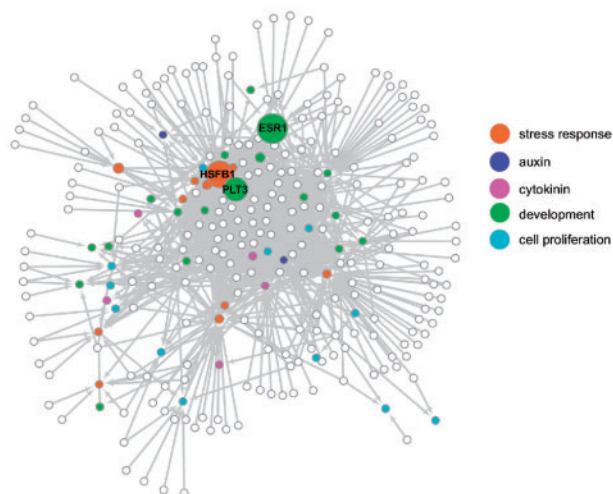 ESR1
HSFB1
PLT3
stress response
auxin
cytokinin
development
cell proliferation